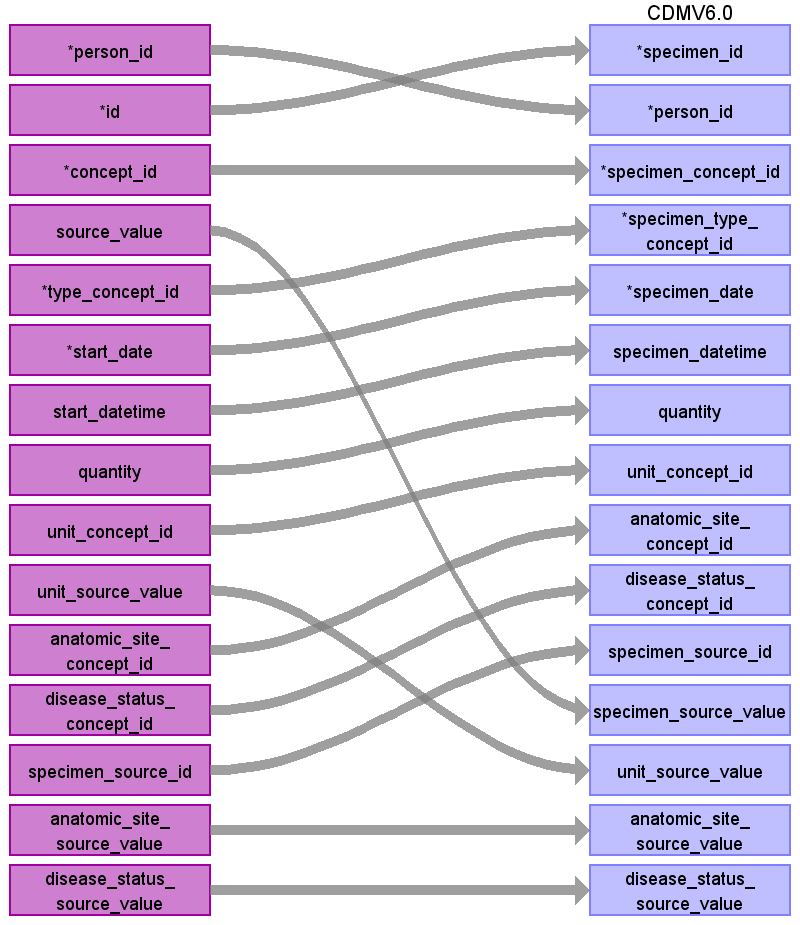 CDMV6.0
*person_id
*specimen_id
*id
*person_id
*concept_id
*specimen_concept_id
source_value
*specimen_type_
concept_id
*type_concept_id
*specimen_date
*start_date
specimen_datetime
start_datetime
quantity
quantity
unit_concept_id
unit_concept_id
anatomic_site_
concept_id
unit_source_value
disease_status_
concept_id
anatomic_site_
concept_id
specimen_source_id
disease_status_
concept_id
specimen_source_value
specimen_source_id
unit_source_value
anatomic_site_
source_value
anatomic_site_
source_value
disease_status_
source_value
disease_status_
source_value